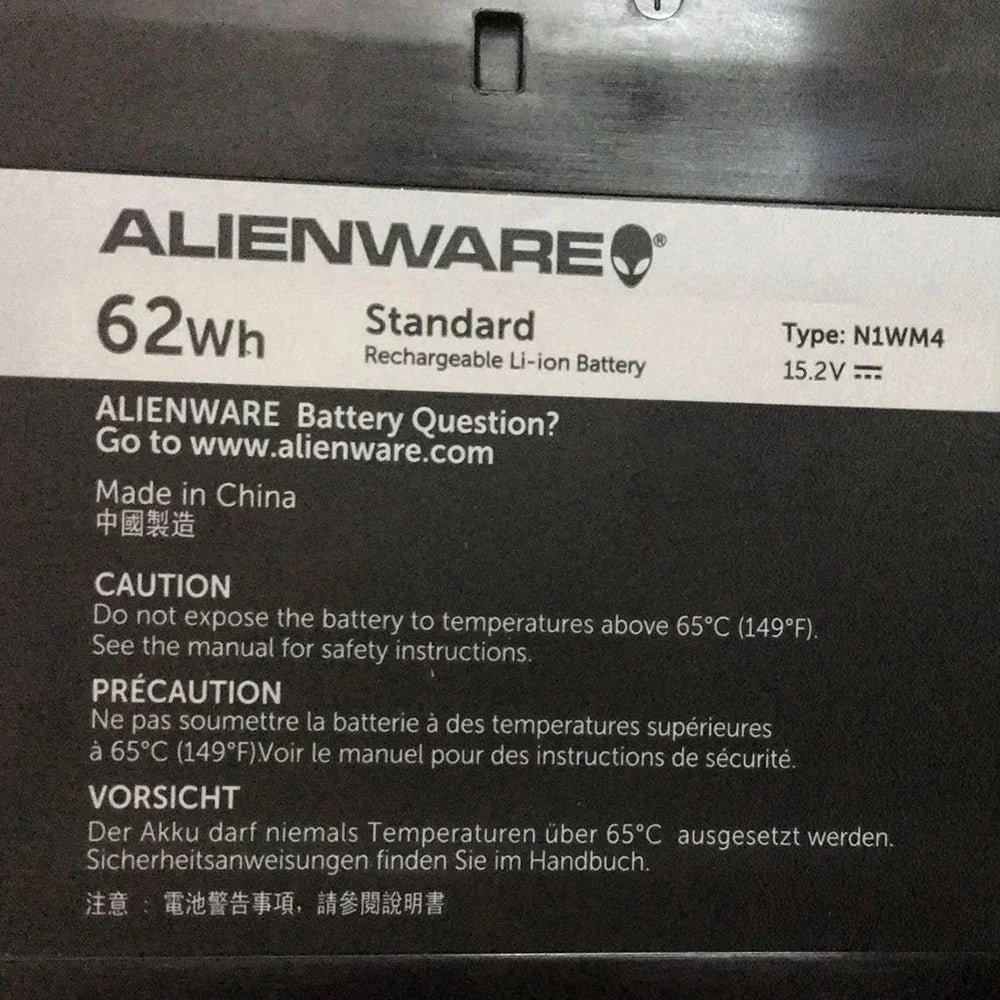 ALIENWARE®
62Wh
Standard
Rechargeable Li-ion Battery
Type: N1WM4
15.2V
ALIENWARE Battery Question?
Go to www.alienware.com
Made in China
中國製造
CAUTION
Do not expose the battery to temperatures above 65°C (149°F).
See the manual for safety instructions.
PRÉCAUTION
Ne pas soumettre la batterie à des temperatures supérieures
à 65°C (149°F).Voir le manuel pour des instructions de sécurité.
VORSICHT
Der Akku darf niemals Temperaturen über 65°C ausgesetzt werden.
Sicherheitsanweisungen finden Sie im Handbuch.
注意 : 電池警告事項, 請參閱說明書